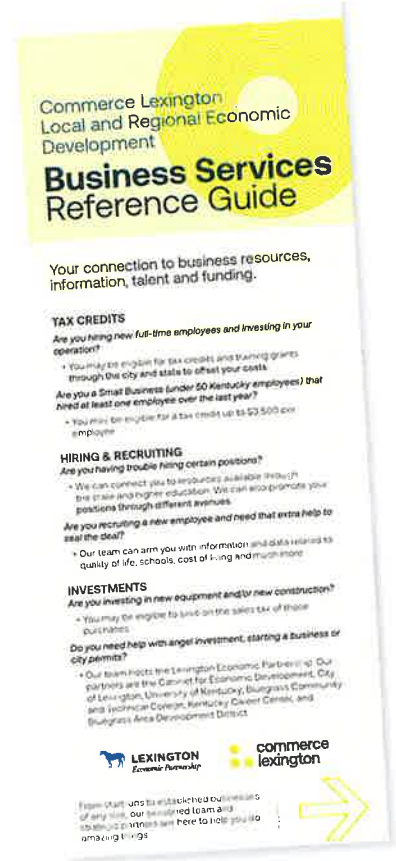 Commerce Lexington
Local and Regional Economic
Development
Business Services
Reference Guide
Your connection to business resources,
information, talent and funding.
TAX CREDITS
Are you hiring new full-time employees and investing in your
operation?
• You may be eligible for tax credits and training grants
through the city and state to offset your costs.
Are you a Small Business (under 50 Kentucky employees) that
hired at least one employee over the last year?
• You may be eligible for a tax credit up to $3,500 per
employee
HIRING & RECRUITING
Are you having trouble hiring certain positions?
• We can connect you to resources available through
the state and higher education. We can also promote your
positions through different avenues.
Are you recruiting a new employee and need that extra help to
seal the deal?
• Our team can arm you with information and data related to
quality of life, schools, cost of living and much more.
INVESTMENTS
Are you investing in new equipment and/or new construction?
• You may be eligible to save on the sales tax of those
purchases.
Do you need help with angel investment, starting a business or
city permits?
• Our team hosts the Lexington Economic Partnership. Our
partners are the Cabinet for Economic Development, City
of Lexington, University of Kentucky, Bluegrass Community
and Technical College, Kentucky Career Center, and
Bluegrass Area Development District.
LEXINGTON
Economic Partnership
commerce
lexington
From start-ups to established businesses
of any size, our team and
strategic partners are here to help you do
amazing things.